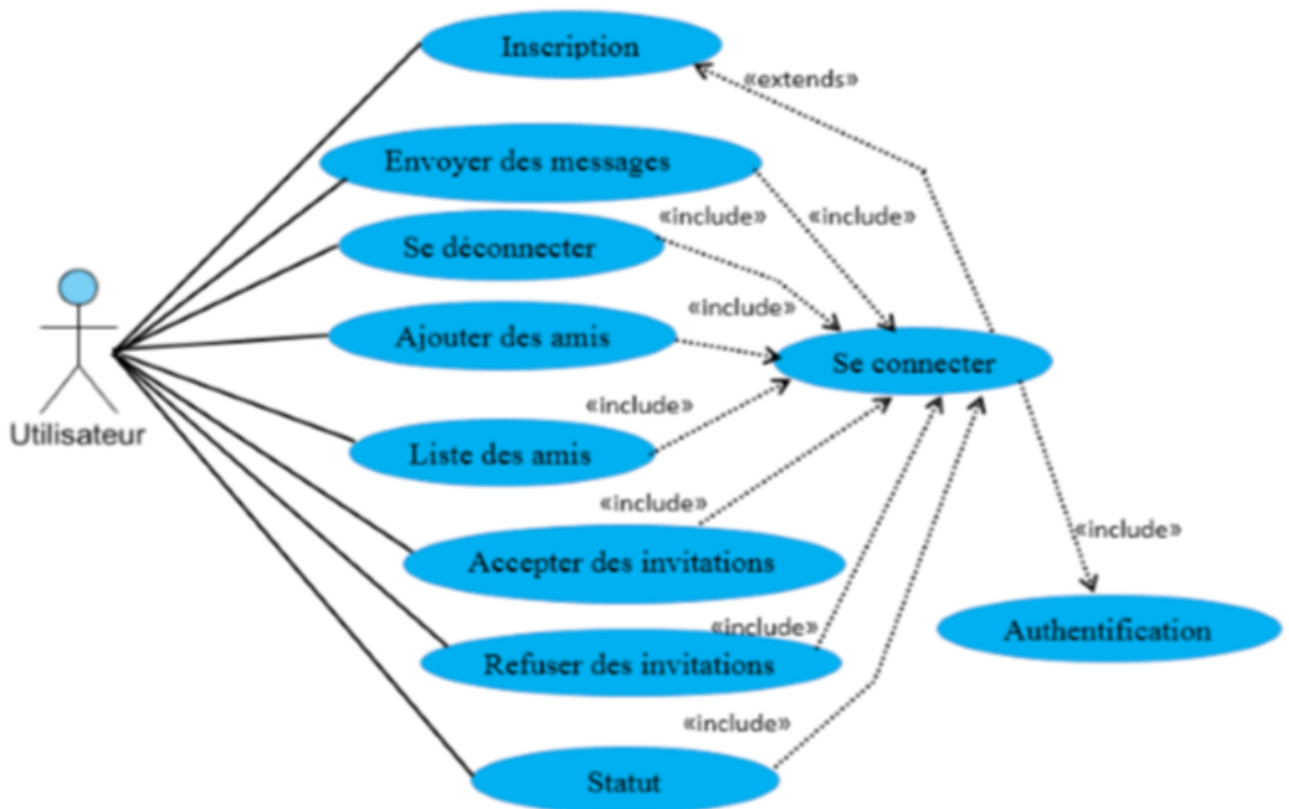 Inscription
«extends»
Envoyer des messages
«include»
«include»
Se déconnecter
«include»
Ajouter des amis
Se connecter
«include»
Utilisateur
Liste des amis
«include»
«include»
Accepter des invitations
«include»
Authentification
Refuser des invitations
«include»
Statut